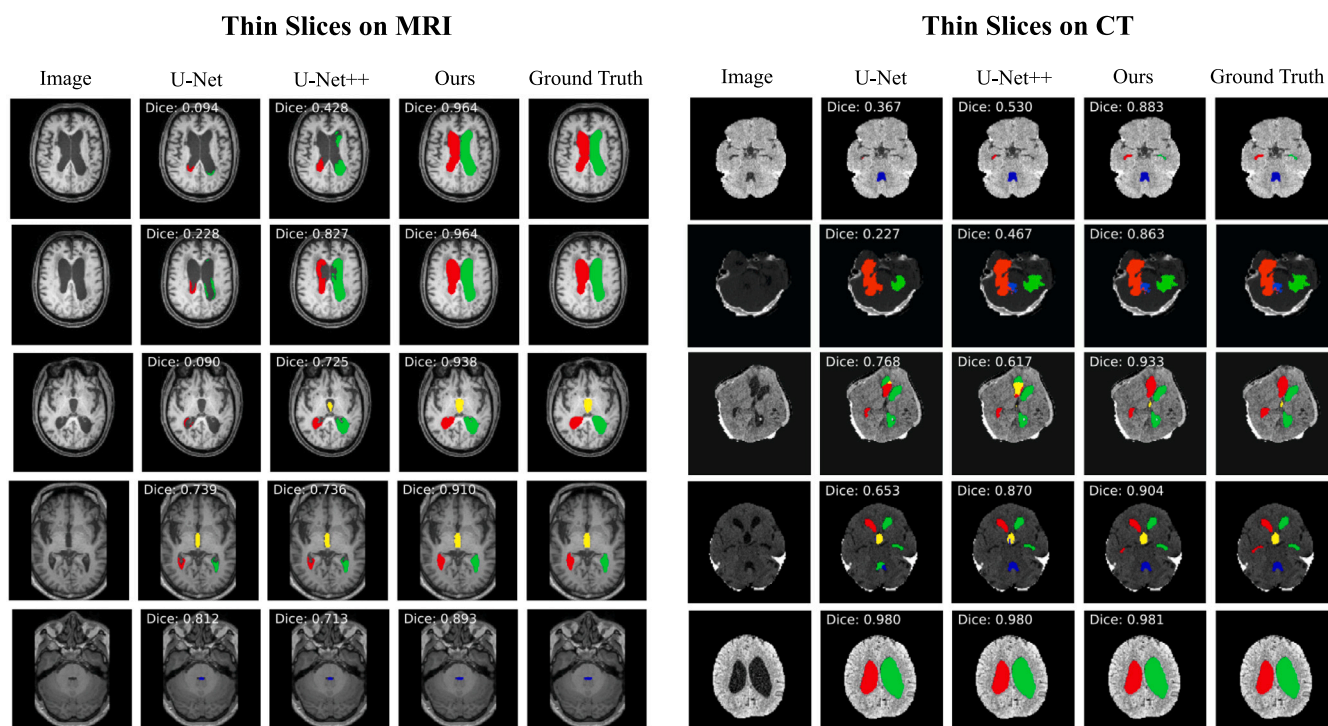 Thin Slices on MRI
Image U-Net U-Net++ Ours Ground Truth
Dice: 0.094 Dice: 0.428 Dice: 0.964
Dice: 0.228 Dice: 0.827 Dice: 0.964
Dice: 0.090 Dice: 0.725 Dice: 0.938
Dice: 0.739 Dice: 0.736 Dice: 0.910
Dice: 0.812 Dice: 0.713 Dice: 0.893
Thin Slices on CT
Image U-Net U-Net++ Ours Ground Truth
Dice: 0.367 Dice: 0.530 Dice: 0.883
Dice: 0.227 Dice: 0.467 Dice: 0.863
Dice: 0.768 Dice: 0.617 Dice: 0.933
Dice: 0.653 Dice: 0.870 Dice: 0.904
Dice: 0.980 Dice: 0.980 Dice: 0.981